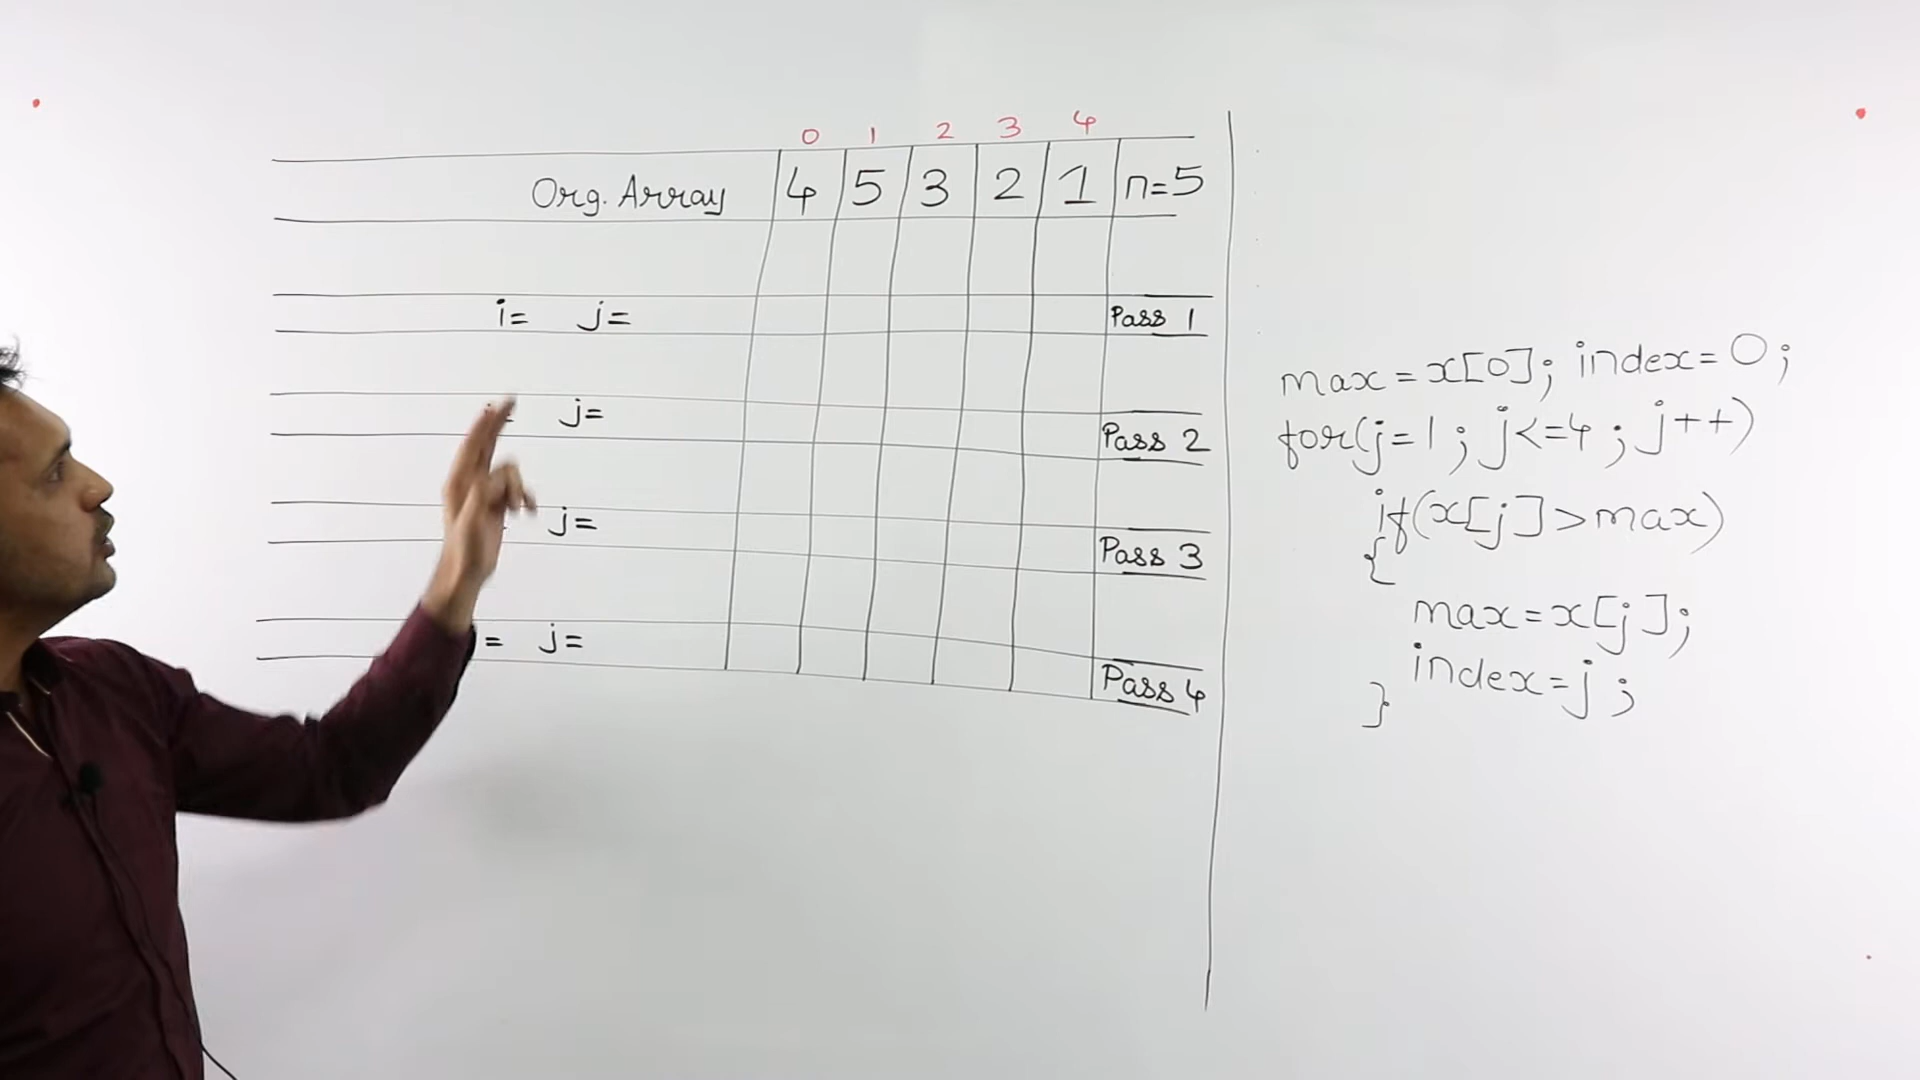 0 1 2 3 4
Org. Array 4 5 3 2 1 n=5
i= j= Pass 1
j= Pass 2
j= Pass 3
= j= Pass 4
max = x[0]; index = 0;
for(j=1; j<=4; j++)
if(x[j]>max)
{
max=x[j];
index=j;
}